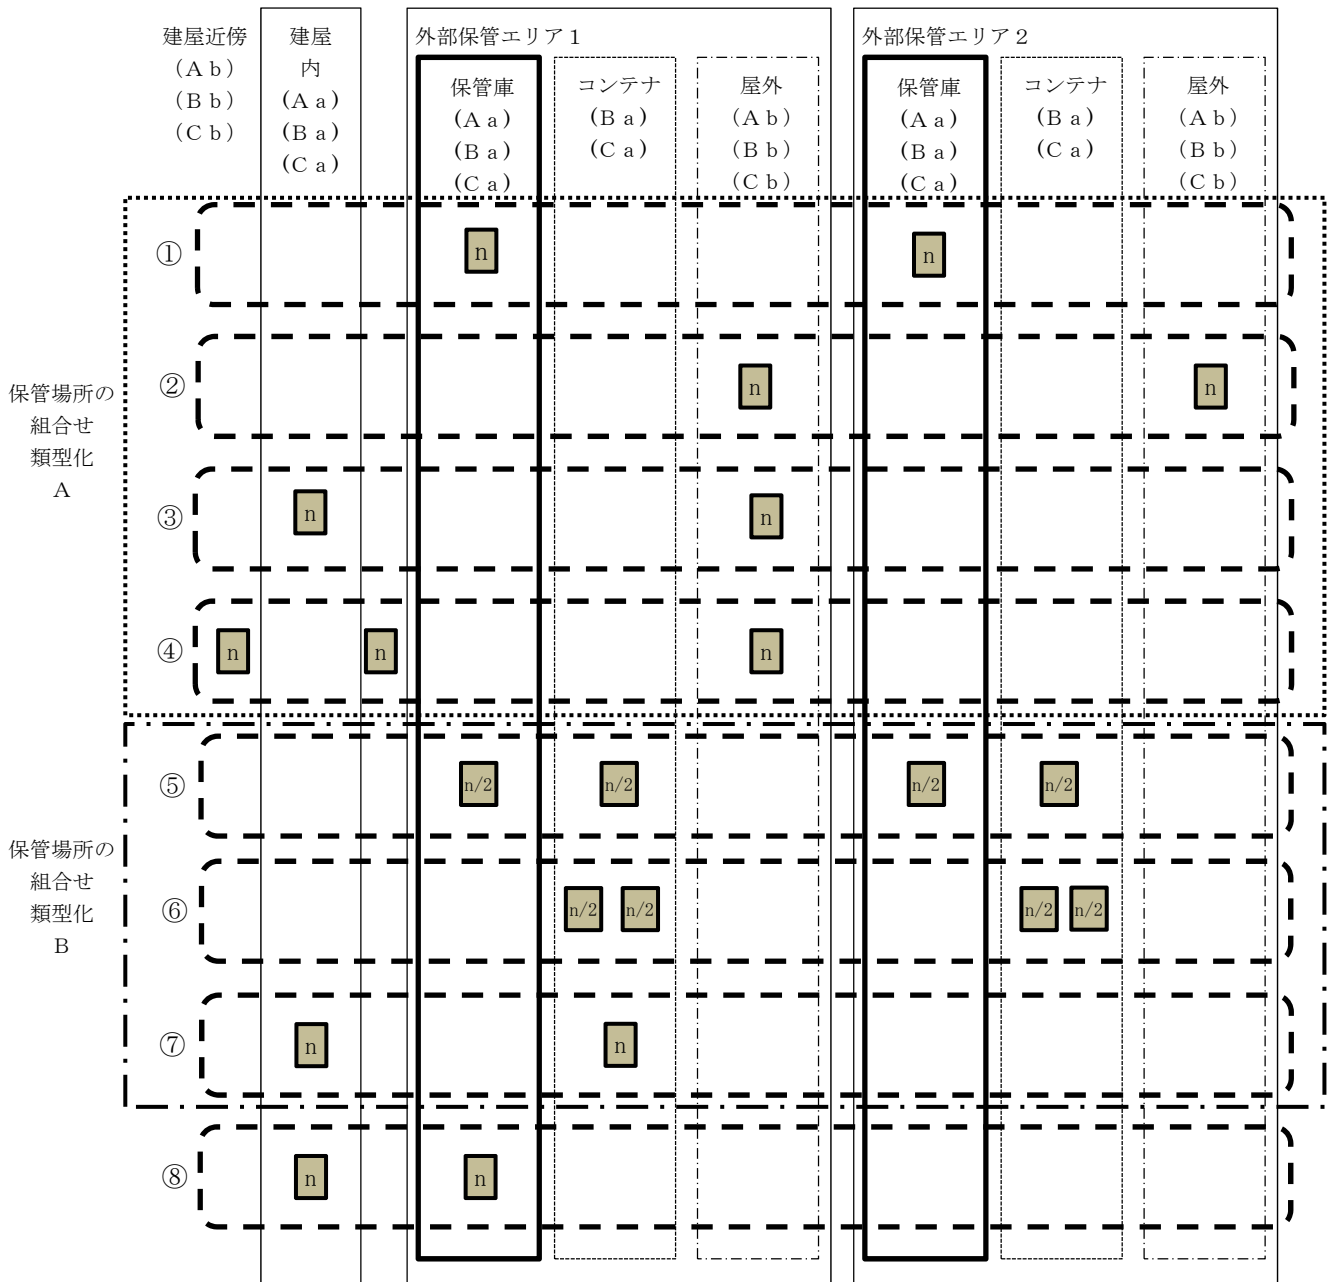 建屋近傍
(Ab)
(Bb)
(Cb)
建屋
内
(Aa)
(Ba)
(Ca)
外部保管エリア1
保管庫
(Aa)
(Ba)
(Ca)
コンテナ
(Ba)
(Ca)
屋外
(Ab)
(Bb)
(Cb)
外部保管エリア2
保管庫
(Aa)
(Ba)
(Ca)
コンテナ
(Ba)
(Ca)
屋外
(Ab)
(Bb)
(Cb)
保管場所の
組合せ
類型化
A
① n n
② n n
③ n n
④ n n n
保管場所の
組合せ
類型化
B
⑤ n/2 n/2 n/2 n/2
⑥ n/2 n/2 n/2 n/2
⑦ n n
⑧ n n